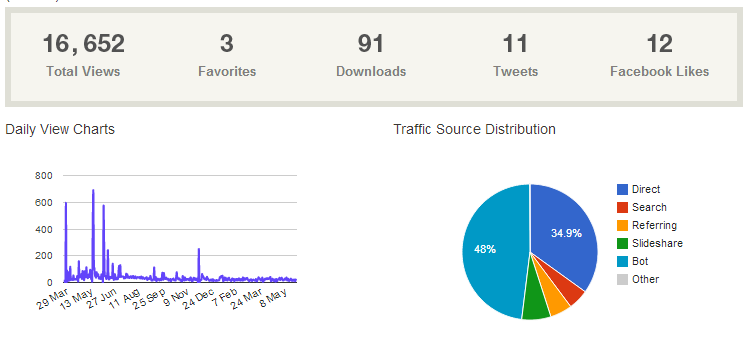 16,652 3 91 11 12
Total Views Favorites Downloads Tweets Facebook Likes
Daily View Charts Traffic Source Distribution
800
600
400
200
0
29 Mar 13 May 27 Jun 11 Aug 25 Sep 9 Nov 24 Dec 7 Feb 24 Mar 8 May
34.9%
48%
Direct
Search
Referring
Slideshare
Bot
Other